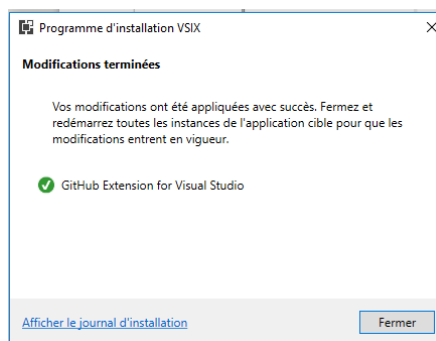 Programme d'installation VSIX
Modifications terminées
Vos modifications ont été appliquées avec succès. Fermez et
redémarrez toutes les instances de l'application cible pour que les
modifications entrent en vigueur.
GitHub Extension for Visual Studio
Afficher le journal d'installation
Fermer